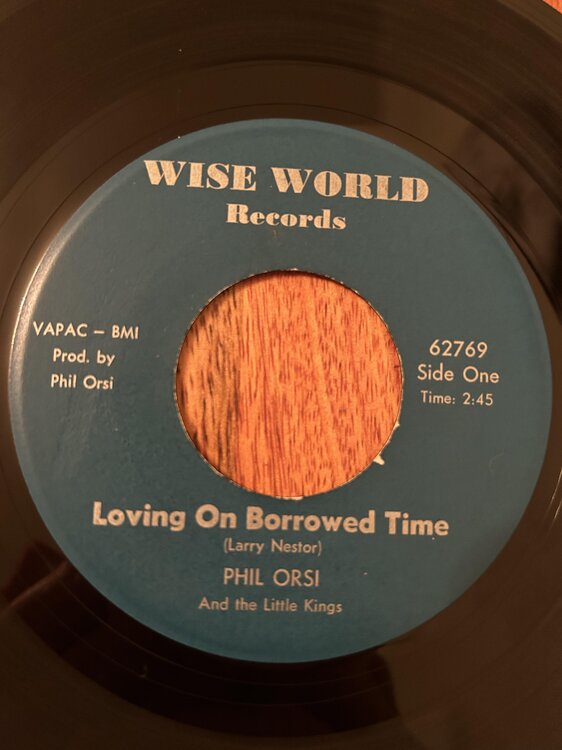 WISE WORLD
Records
VAPAC – BMI
Prod. by
Phil Orsi
62769
Side One
Time: 2:45
Loving On Borrowed Time
(Larry Nestor)
PHIL ORSI
And the Little Kings